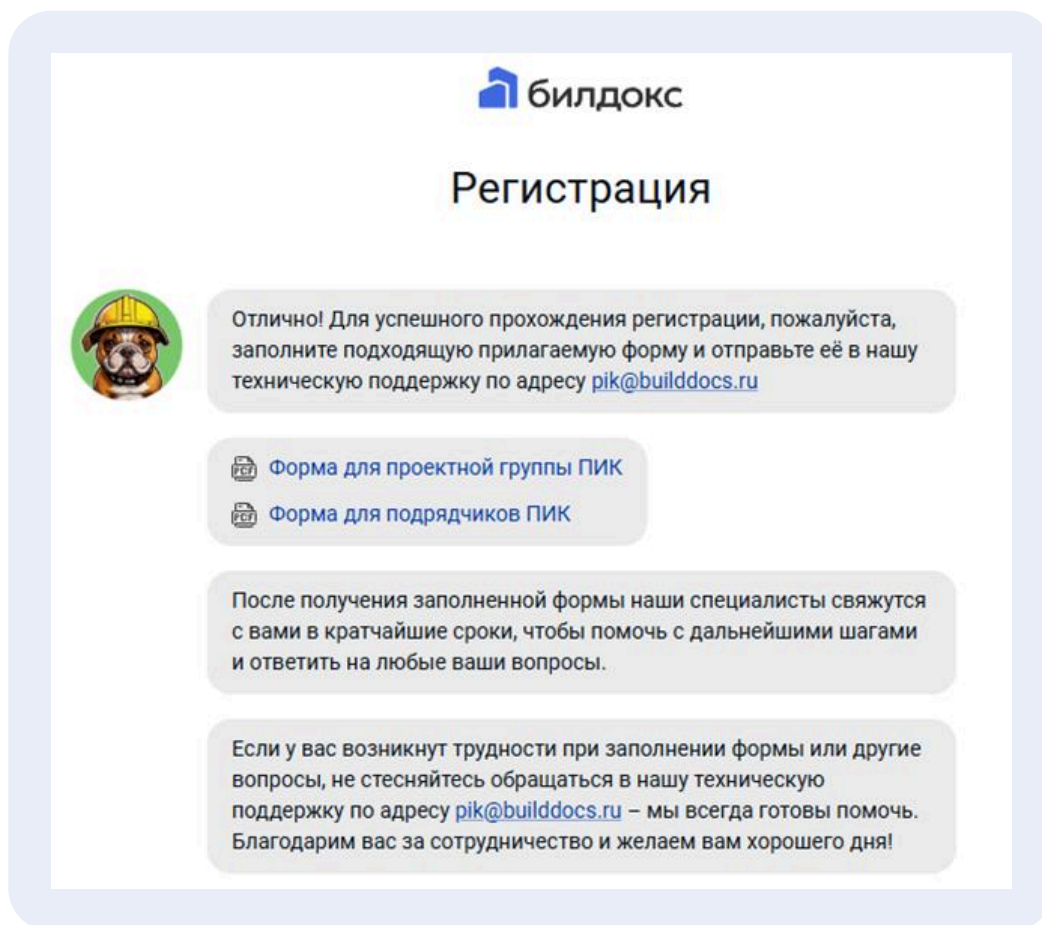 билдокс
Регистрация
Отлично! Для успешного прохождения регистрации, пожалуйста,
заполните подходящую прилагаемую форму и отправьте её в нашу
техническую поддержку по адресу pik@builddocs.ru
PCF Форма для проектной группы ПИК
PCF Форма для подрядчиков ПИК
После получения заполненной формы наши специалисты свяжутся
с вами в кратчайшие сроки, чтобы помочь с дальнейшими шагами
и ответить на любые ваши вопросы.
Если у вас возникнут трудности при заполнении формы или другие
вопросы, не стесняйтесь обращаться в нашу техническую
поддержку по адресу pik@builddocs.ru – мы всегда готовы помочь.
Благодарим вас за сотрудничество и желаем вам хорошего дня!